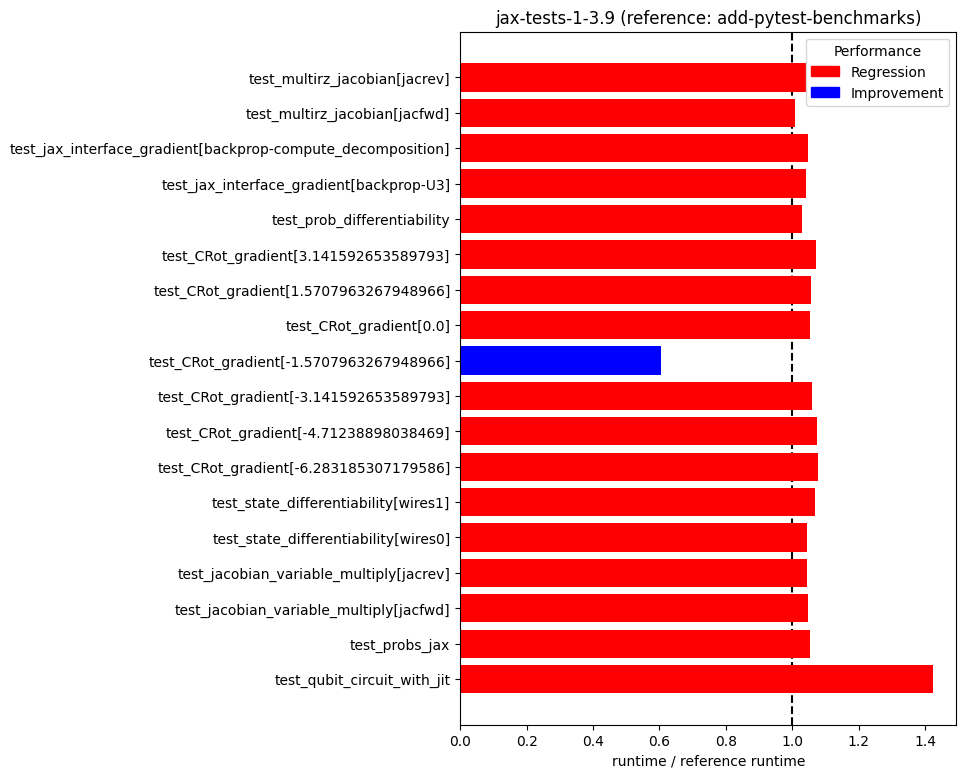 jax-tests-1-3.9 (reference: add-pytest-benchmarks)
Performance
Regression
Improvement
test_multirz_jacobian[jacrev]
test_multirz_jacobian[jacfwd]
test_jax_interface_gradient[backprop-compute_decomposition]
test_jax_interface_gradient[backprop-U3]
test_prob_differentiability
test_CRot_gradient[3.141592653589793]
test_CRot_gradient[1.5707963267948966]
test_CRot_gradient[0.0]
test_CRot_gradient[-1.5707963267948966]
test_CRot_gradient[-3.141592653589793]
test_CRot_gradient[-4.71238898038469]
test_CRot_gradient[-6.283185307179586]
test_state_differentiability[wires1]
test_state_differentiability[wires0]
test_jacobian_variable_multiply[jacrev]
test_jacobian_variable_multiply[jacfwd]
test_probs_jax
test_qubit_circuit_with_jit
0.0 0.2 0.4 0.6 0.8 1.0 1.2 1.4
runtime / reference runtime